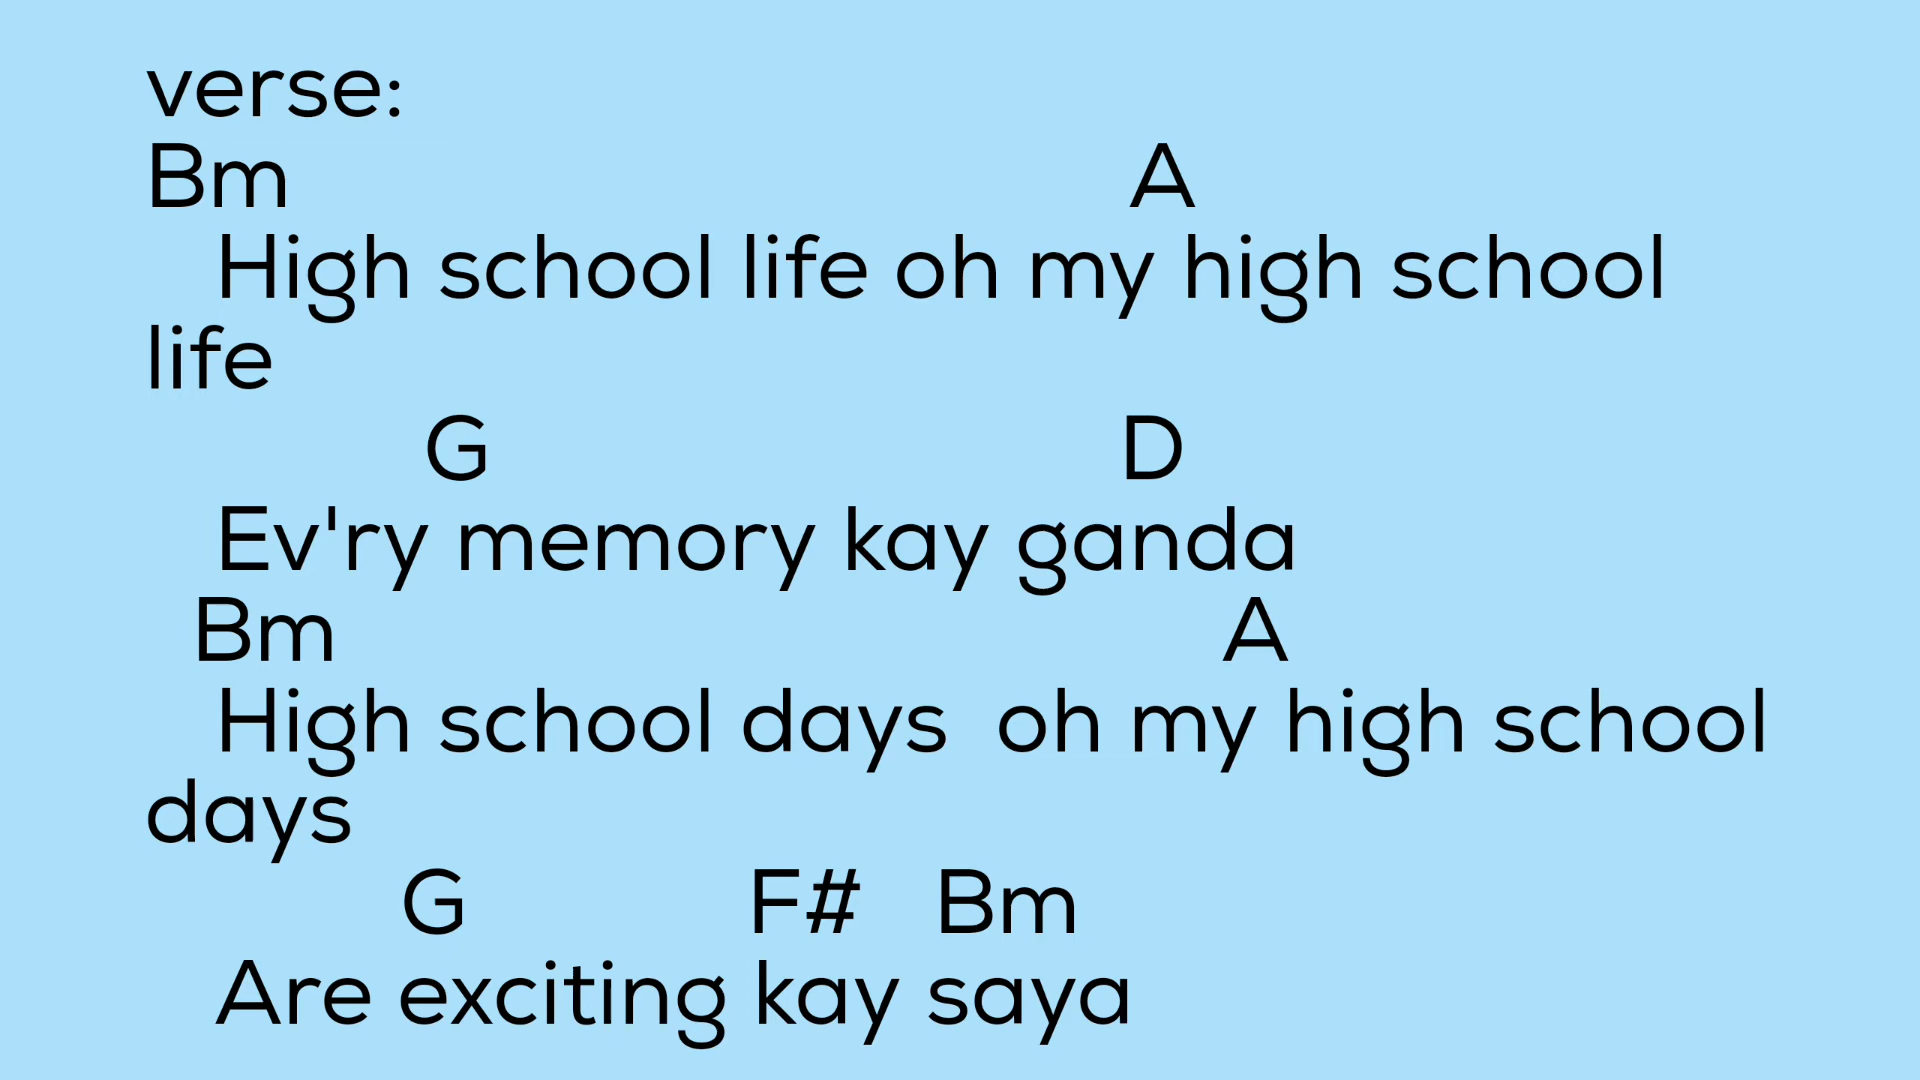 verse:
Bm A
High school life oh my high school
life
G D
Ev'ry memory kay ganda
Bm A
High school days  oh my high school
days
G F# Bm
Are exciting kay saya